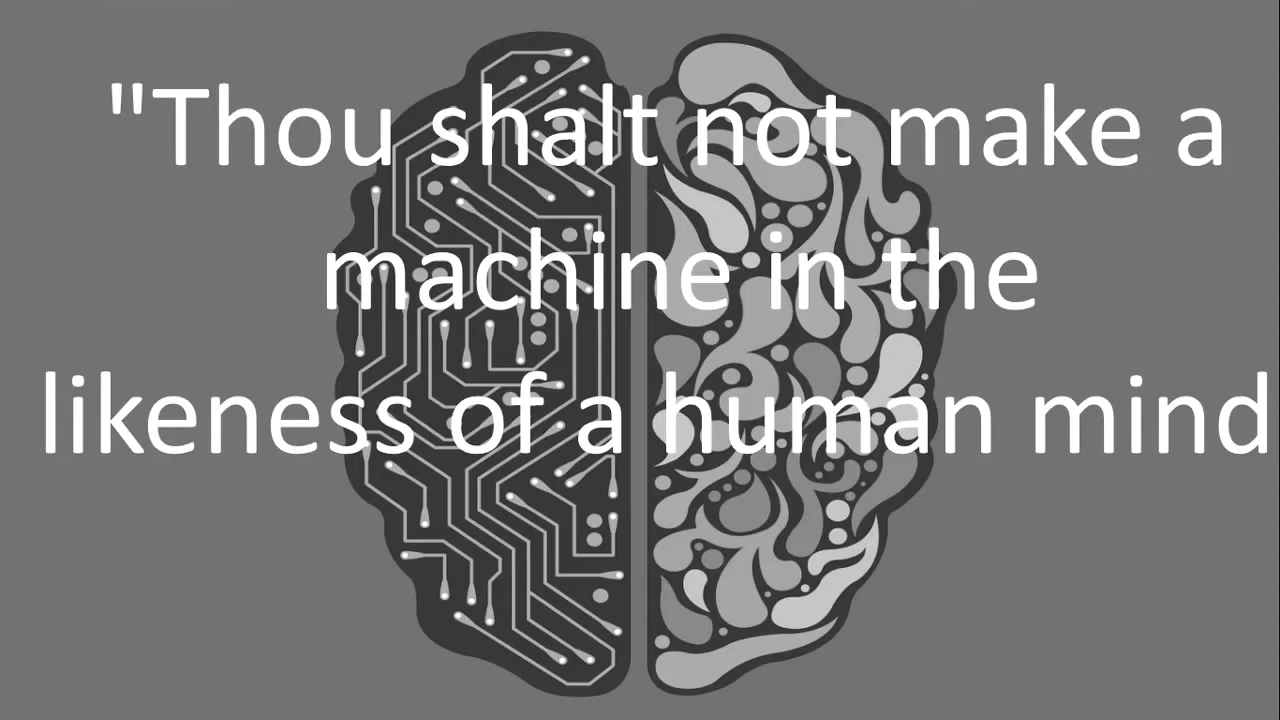 "Thou shalt not make a
machine in the
likeness of a human mind